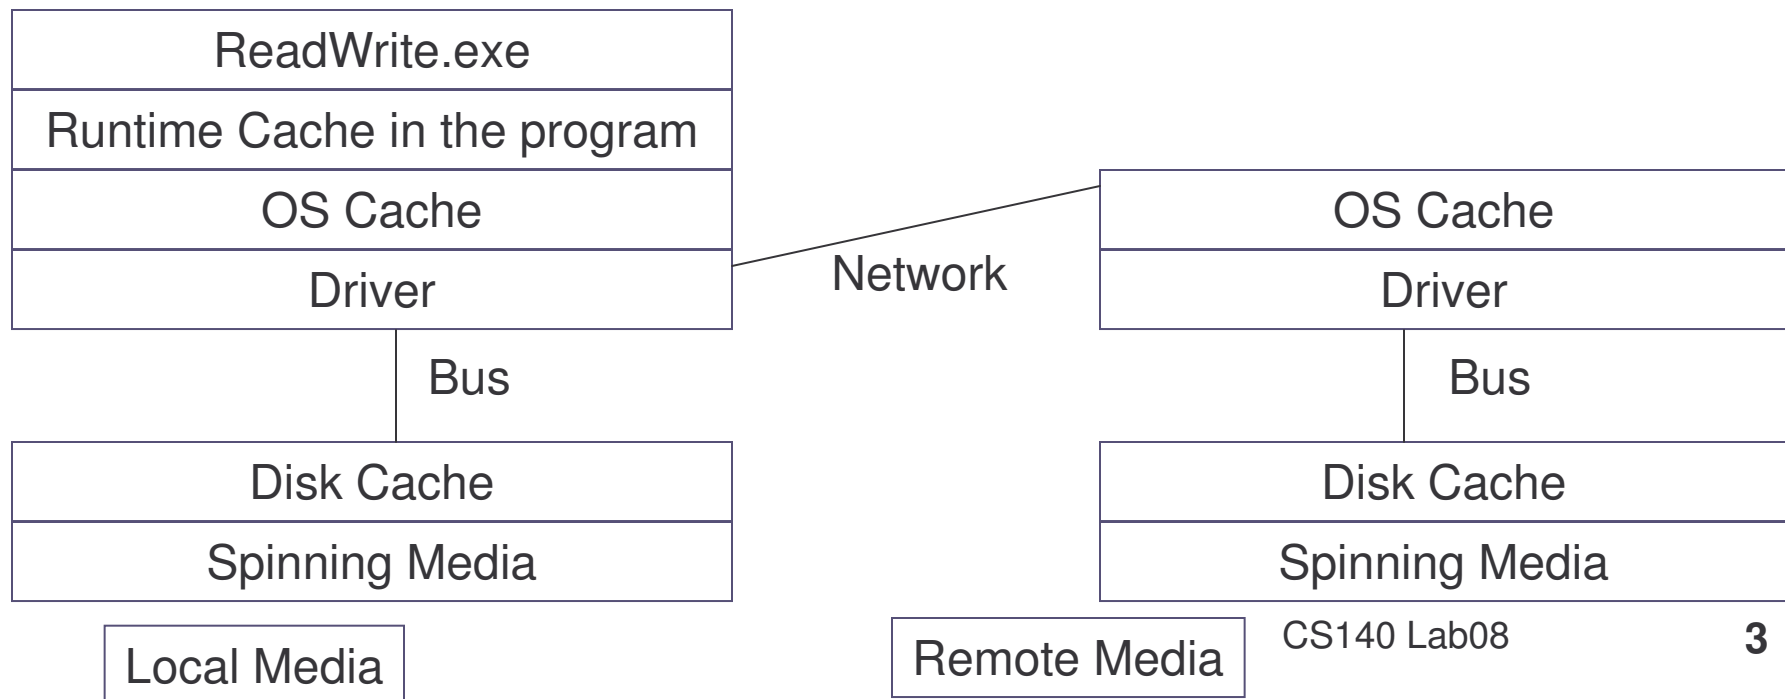 ReadWrite.exe
Runtime Cache in the program
OS Cache
Driver
Network
OS Cache
Driver
Bus
Bus
Disk Cache
Spinning Media
Disk Cache
Spinning Media
Local Media
Remote Media
CS140 Lab08
3